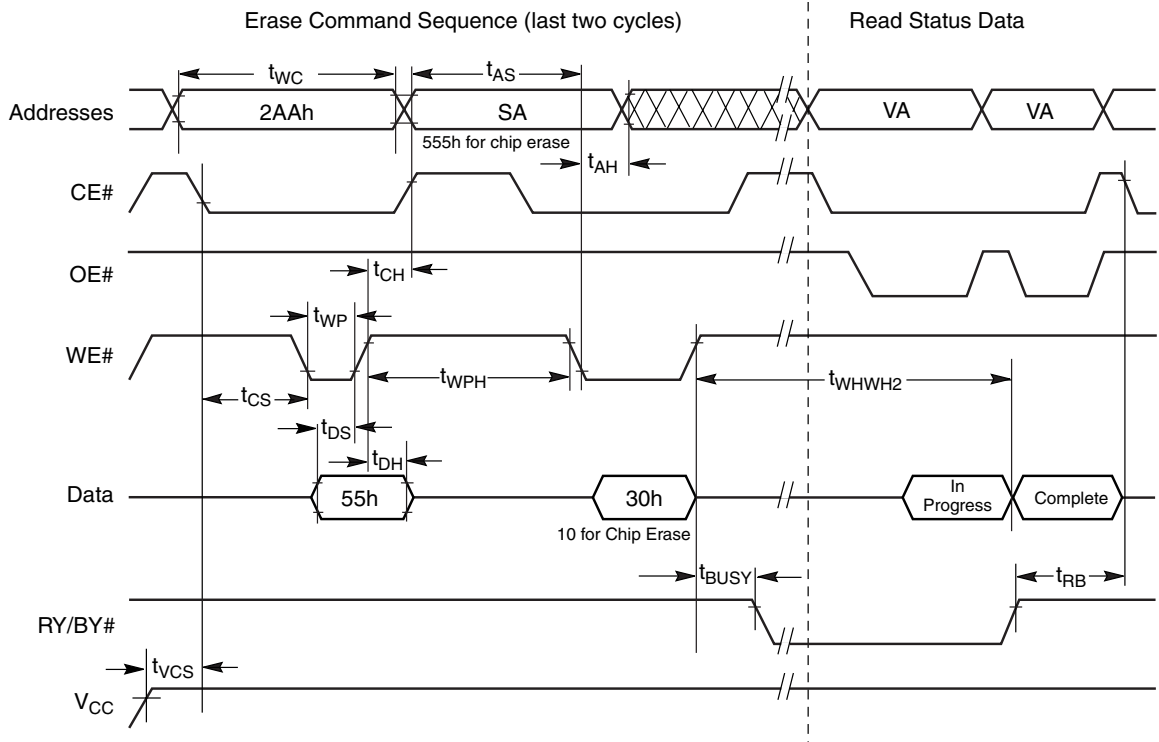 Erase Command Sequence (last two cycles)
Read Status Data
tWC
tAS
Addresses
2AAh
SA
VA
VA
555h for chip erase
tAH
CE#
OE#
tCH
tWP
WE#
tWPH
tWHWH2
tCS
tDS
tDH
Data
55h
30h
In
Progress
Complete
10 for Chip Erase
tBUSY
tRB
RY/BY#
tVCS
VCC